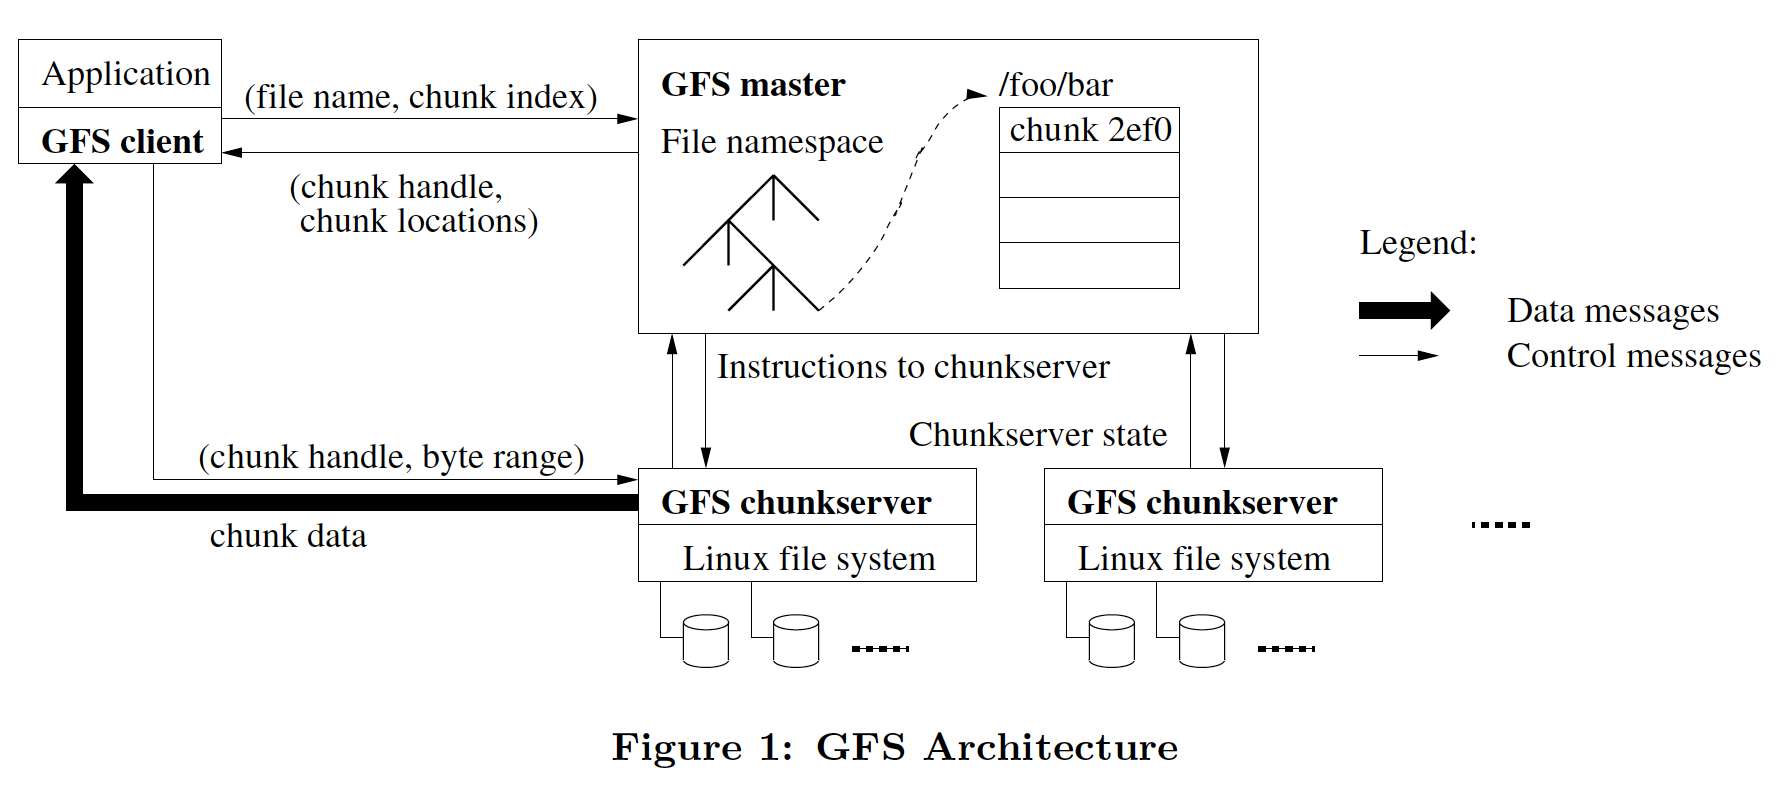 Application
GFS client
(file name, chunk index)
(chunk handle,
chunk locations)
GFS master
File namespace
/foo/bar
chunk 2ef0
Legend:
Data messages
Control messages
Instructions to chunkserver
Chunkserver state
(chunk handle, byte range)
chunk data
GFS chunkserver
Linux file system
GFS chunkserver
Linux file system
Figure 1: GFS Architecture